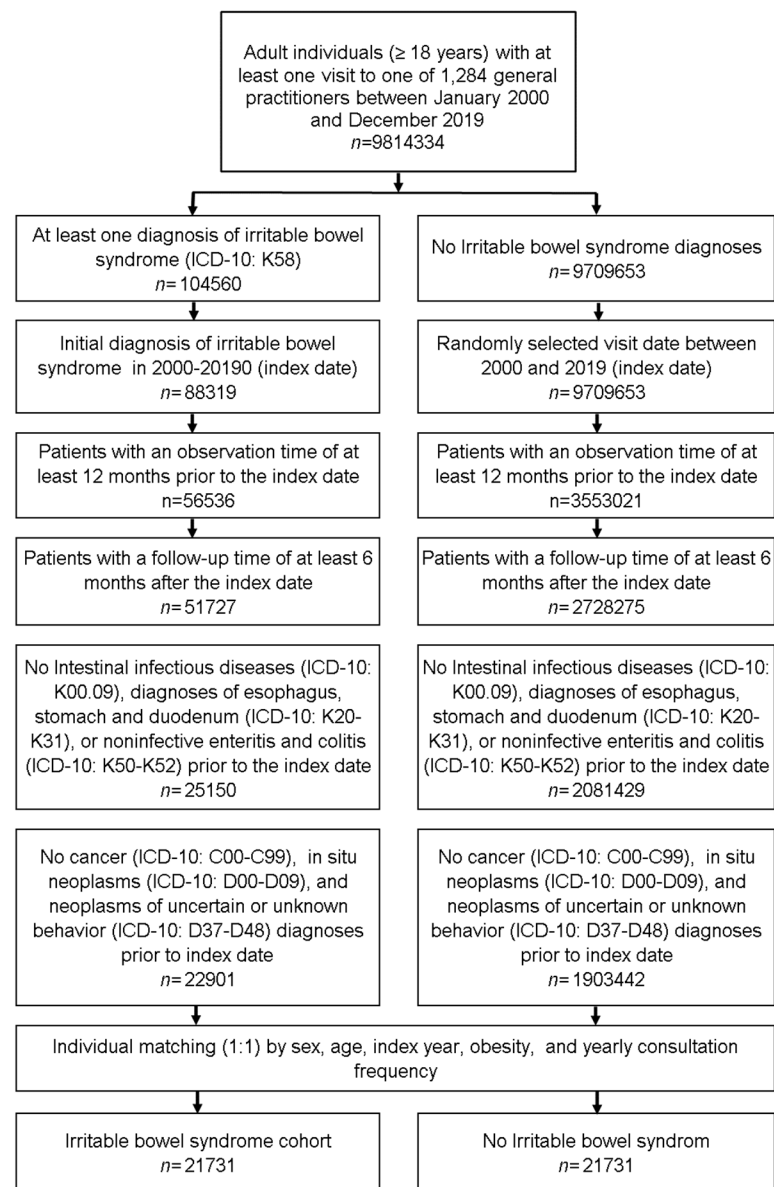 Adult individuals (≥ 18 years) with at
least one visit to one of 1,284 general
practitioners between January 2000
and December 2019
n=9814334
At least one diagnosis of irritable bowel
syndrome (ICD-10: K58)
n=104560
No Irritable bowel syndrome diagnoses
n=9709653
Initial diagnosis of irritable bowel
syndrome in 2000-20190 (index date)
n=88319
Randomly selected visit date between
2000 and 2019 (index date)
n=9709653
Patients with an observation time of at
least 12 months prior to the index date
n=56536
Patients with an observation time of at
least 12 months prior to the index date
n=3553021
Patients with a follow-up time of at least 6
months after the index date
n=51727
Patients with a follow-up time of at least 6
months after the index date
n=2728275
No Intestinal infectious diseases (ICD-10:
K00.09), diagnoses of esophagus,
stomach and duodenum (ICD-10: K20-
K31), or noninfective enteritis and colitis
(ICD-10: K50-K52) prior to the index date
n=25150
No Intestinal infectious diseases (ICD-10:
K00.09), diagnoses of esophagus,
stomach and duodenum (ICD-10: K20-
K31), or noninfective enteritis and colitis
(ICD-10: K50-K52) prior to the index date
n=2081429
No cancer (ICD-10: C00-C99), in situ
neoplasms (ICD-10: D00-D09), and
neoplasms of uncertain or unknown
behavior (ICD-10: D37-D48) diagnoses
prior to index date
n=22901
No cancer (ICD-10: C00-C99), in situ
neoplasms (ICD-10: D00-D09), and
neoplasms of uncertain or unknown
behavior (ICD-10: D37-D48) diagnoses
prior to index date
n=1903442
Individual matching (1:1) by sex, age, index year, obesity, and yearly consultation
frequency
Irritable bowel syndrome cohort
n=21731
No Irritable bowel syndrom
n=21731